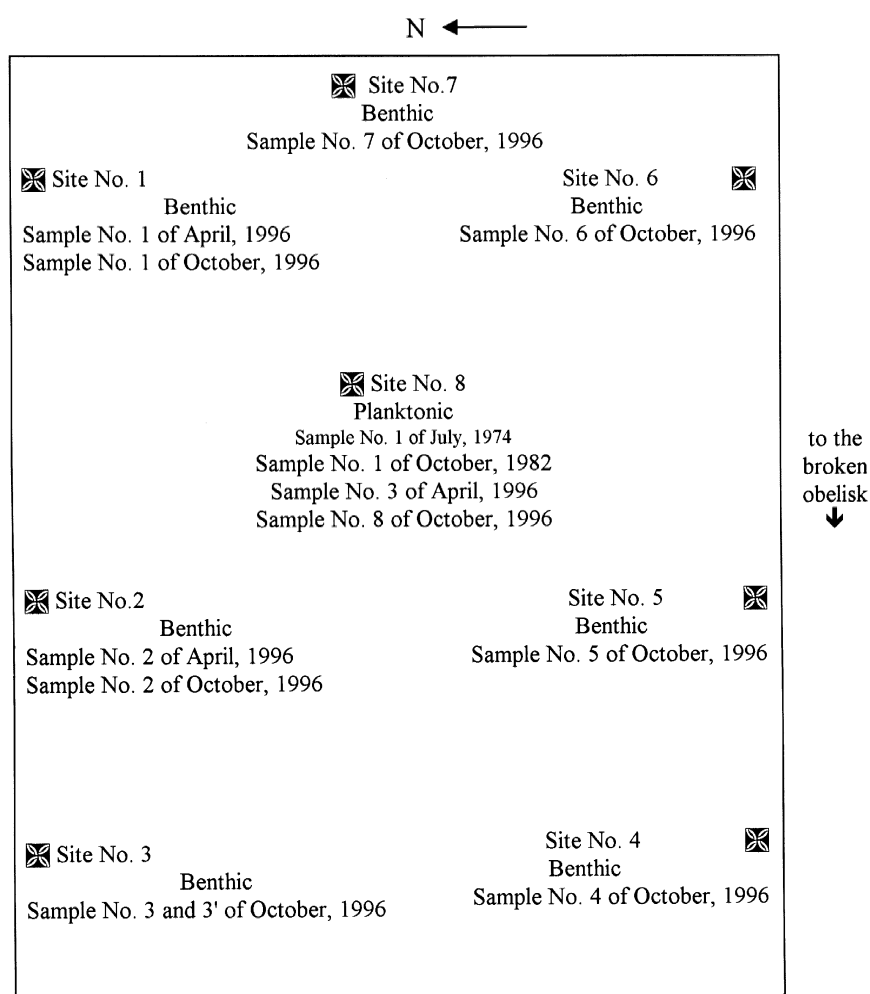 N
Site No.7
Benthic
Sample No. 7 of October, 1996
Site No. 1
Benthic
Sample No. 1 of April, 1996
Sample No. 1 of October, 1996
Site No. 6
Benthic
Sample No. 6 of October, 1996
Site No. 8
Planktonic
Sample No. 1 of July, 1974
Sample No. 1 of October, 1982
Sample No. 3 of April, 1996
Sample No. 8 of October, 1996
to the
broken
obelisk
Site No.2
Benthic
Sample No. 2 of April, 1996
Sample No. 2 of October, 1996
Site No. 5
Benthic
Sample No. 5 of October, 1996
Site No. 3
Benthic
Sample No. 3 and 3' of October, 1996
Site No. 4
Benthic
Sample No. 4 of October, 1996